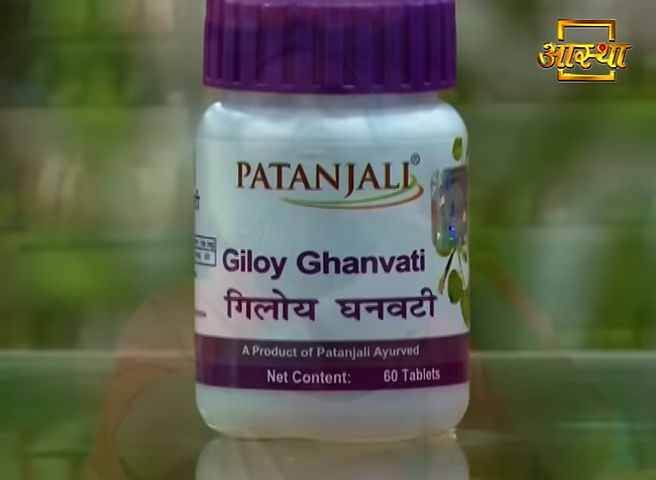 आस्था
PATANJALI®
Giloy Ghanvati
गिलोय घनवटी
A Product of Patanjali Ayurved
Net Content: 60 Tablets